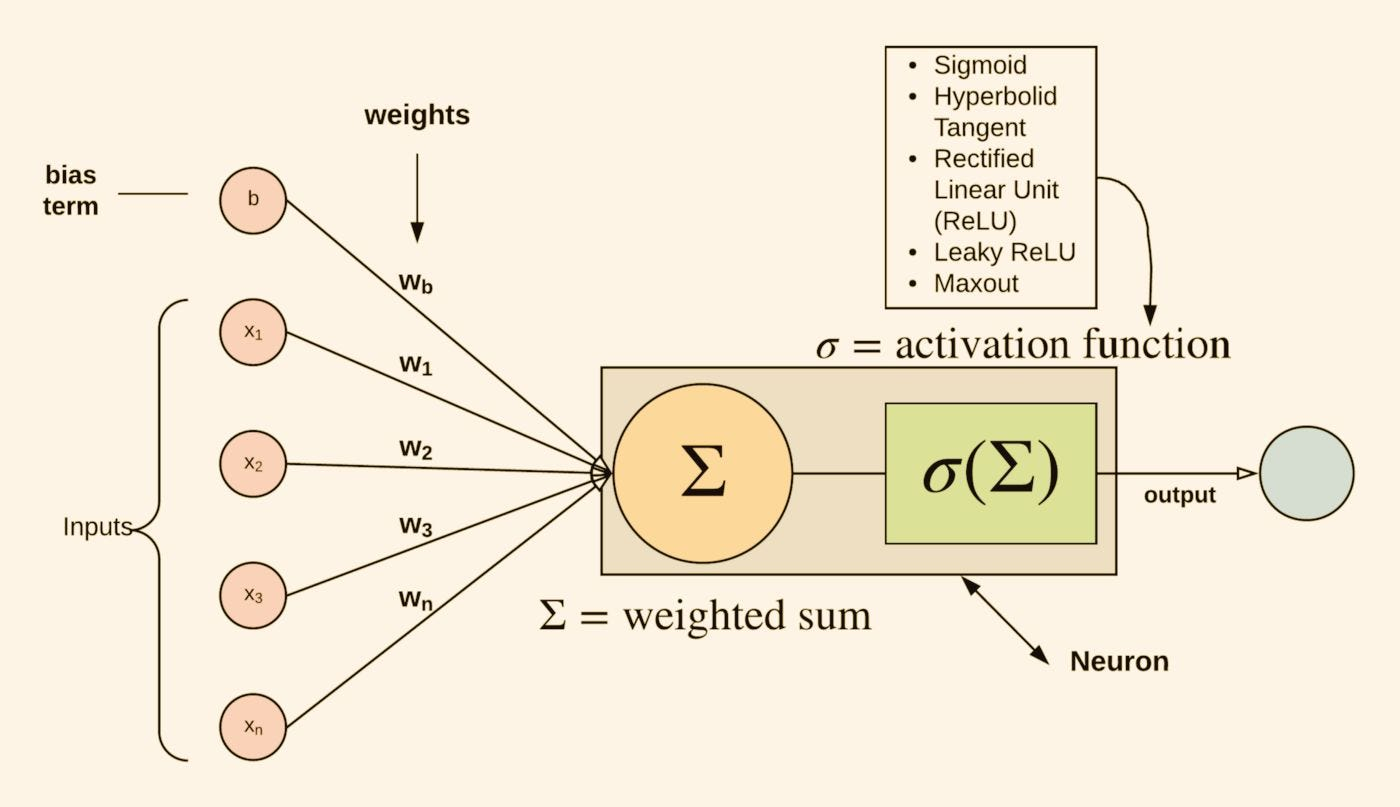 weights
bias
term
b
w_b
x₁
w₁
x₂
w₂
Inputs
x₃
w₃
xₙ
wₙ
• Sigmoid
• Hyperbolid
Tangent
• Rectified
Linear Unit
(ReLU)
• Leaky ReLU
• Maxout
σ = activation function
Σ
σ(Σ)
output
Σ = weighted sum
Neuron